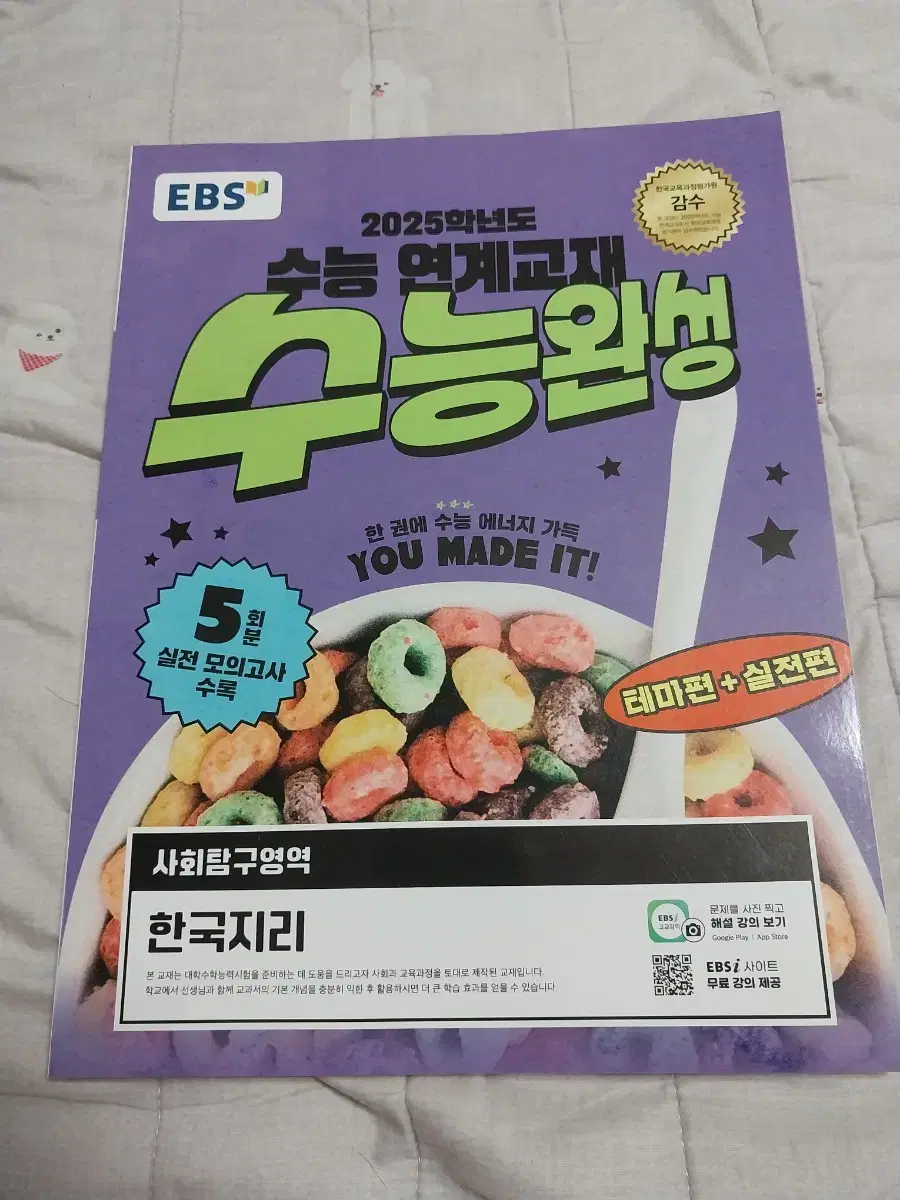 EBS
2025학년도
수능 연계교재
수능완성
한국교육과정평가원
감수
한 권에 수능 에너지 가득
YOU MADE IT!
5회분
실전 모의고사
수록
테마편 + 실전편
사회탐구영역
한국지리
본 교재는 대학수학능력시험을 준비하는 데 도움을 드리고자 사회과 교육과정을 토대로 제작된 교재입니다.
학교에서 선생님과 함께 교과서의 기본 개념을 충분히 익힌 후 활용하시면 더 큰 학습 효과를 얻을 수 있습니다.
EBSi
고교강의
문제를 사진 찍고
해설 강의 보기
Google Play | App Store
EBSi 사이트
무료 강의 제공